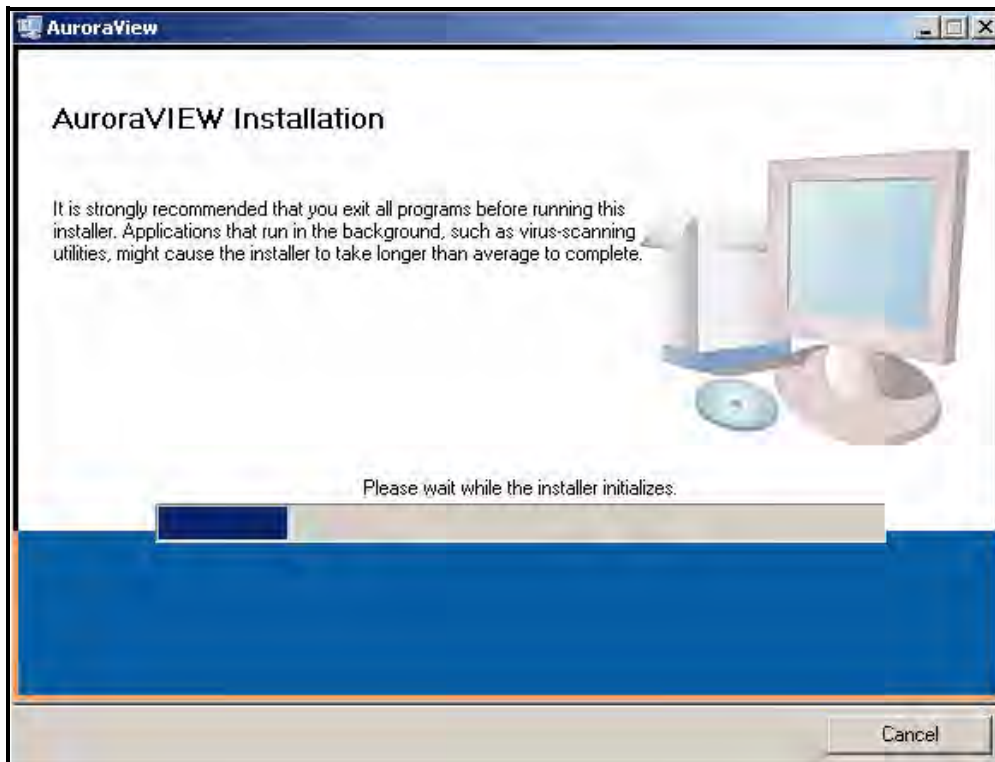 AuroraView
AuroraVIEW Installation
It is strongly recommended that you exit all programs before running this
installer. Applications that run in the background, such as virus-scanning
utilities, might cause the installer to take longer than average to complete.
Please wait while the installer initializes.
Cancel